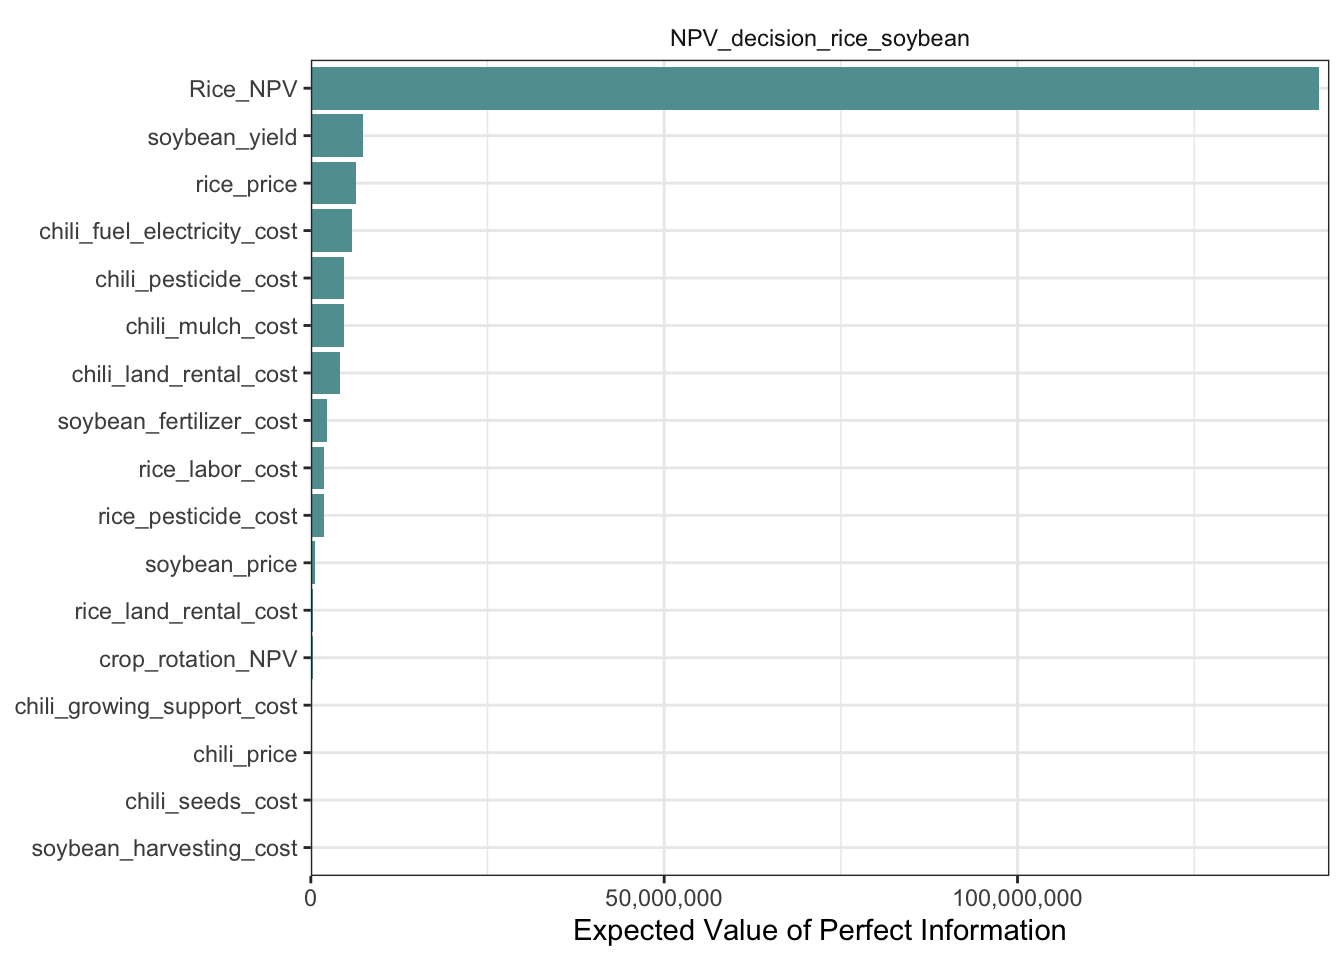 NPV_decision_rice_soybean
Rice_NPV
soybean_yield
rice_price
chili_fuel_electricity_cost
chili_pesticide_cost
chili_mulch_cost
chili_land_rental_cost
soybean_fertilizer_cost
rice_labor_cost
rice_pesticide_cost
soybean_price
rice_land_rental_cost
crop_rotation_NPV
chili_growing_support_cost
chili_price
chili_seeds_cost
soybean_harvesting_cost
0 50,000,000 100,000,000
Expected Value of Perfect Information